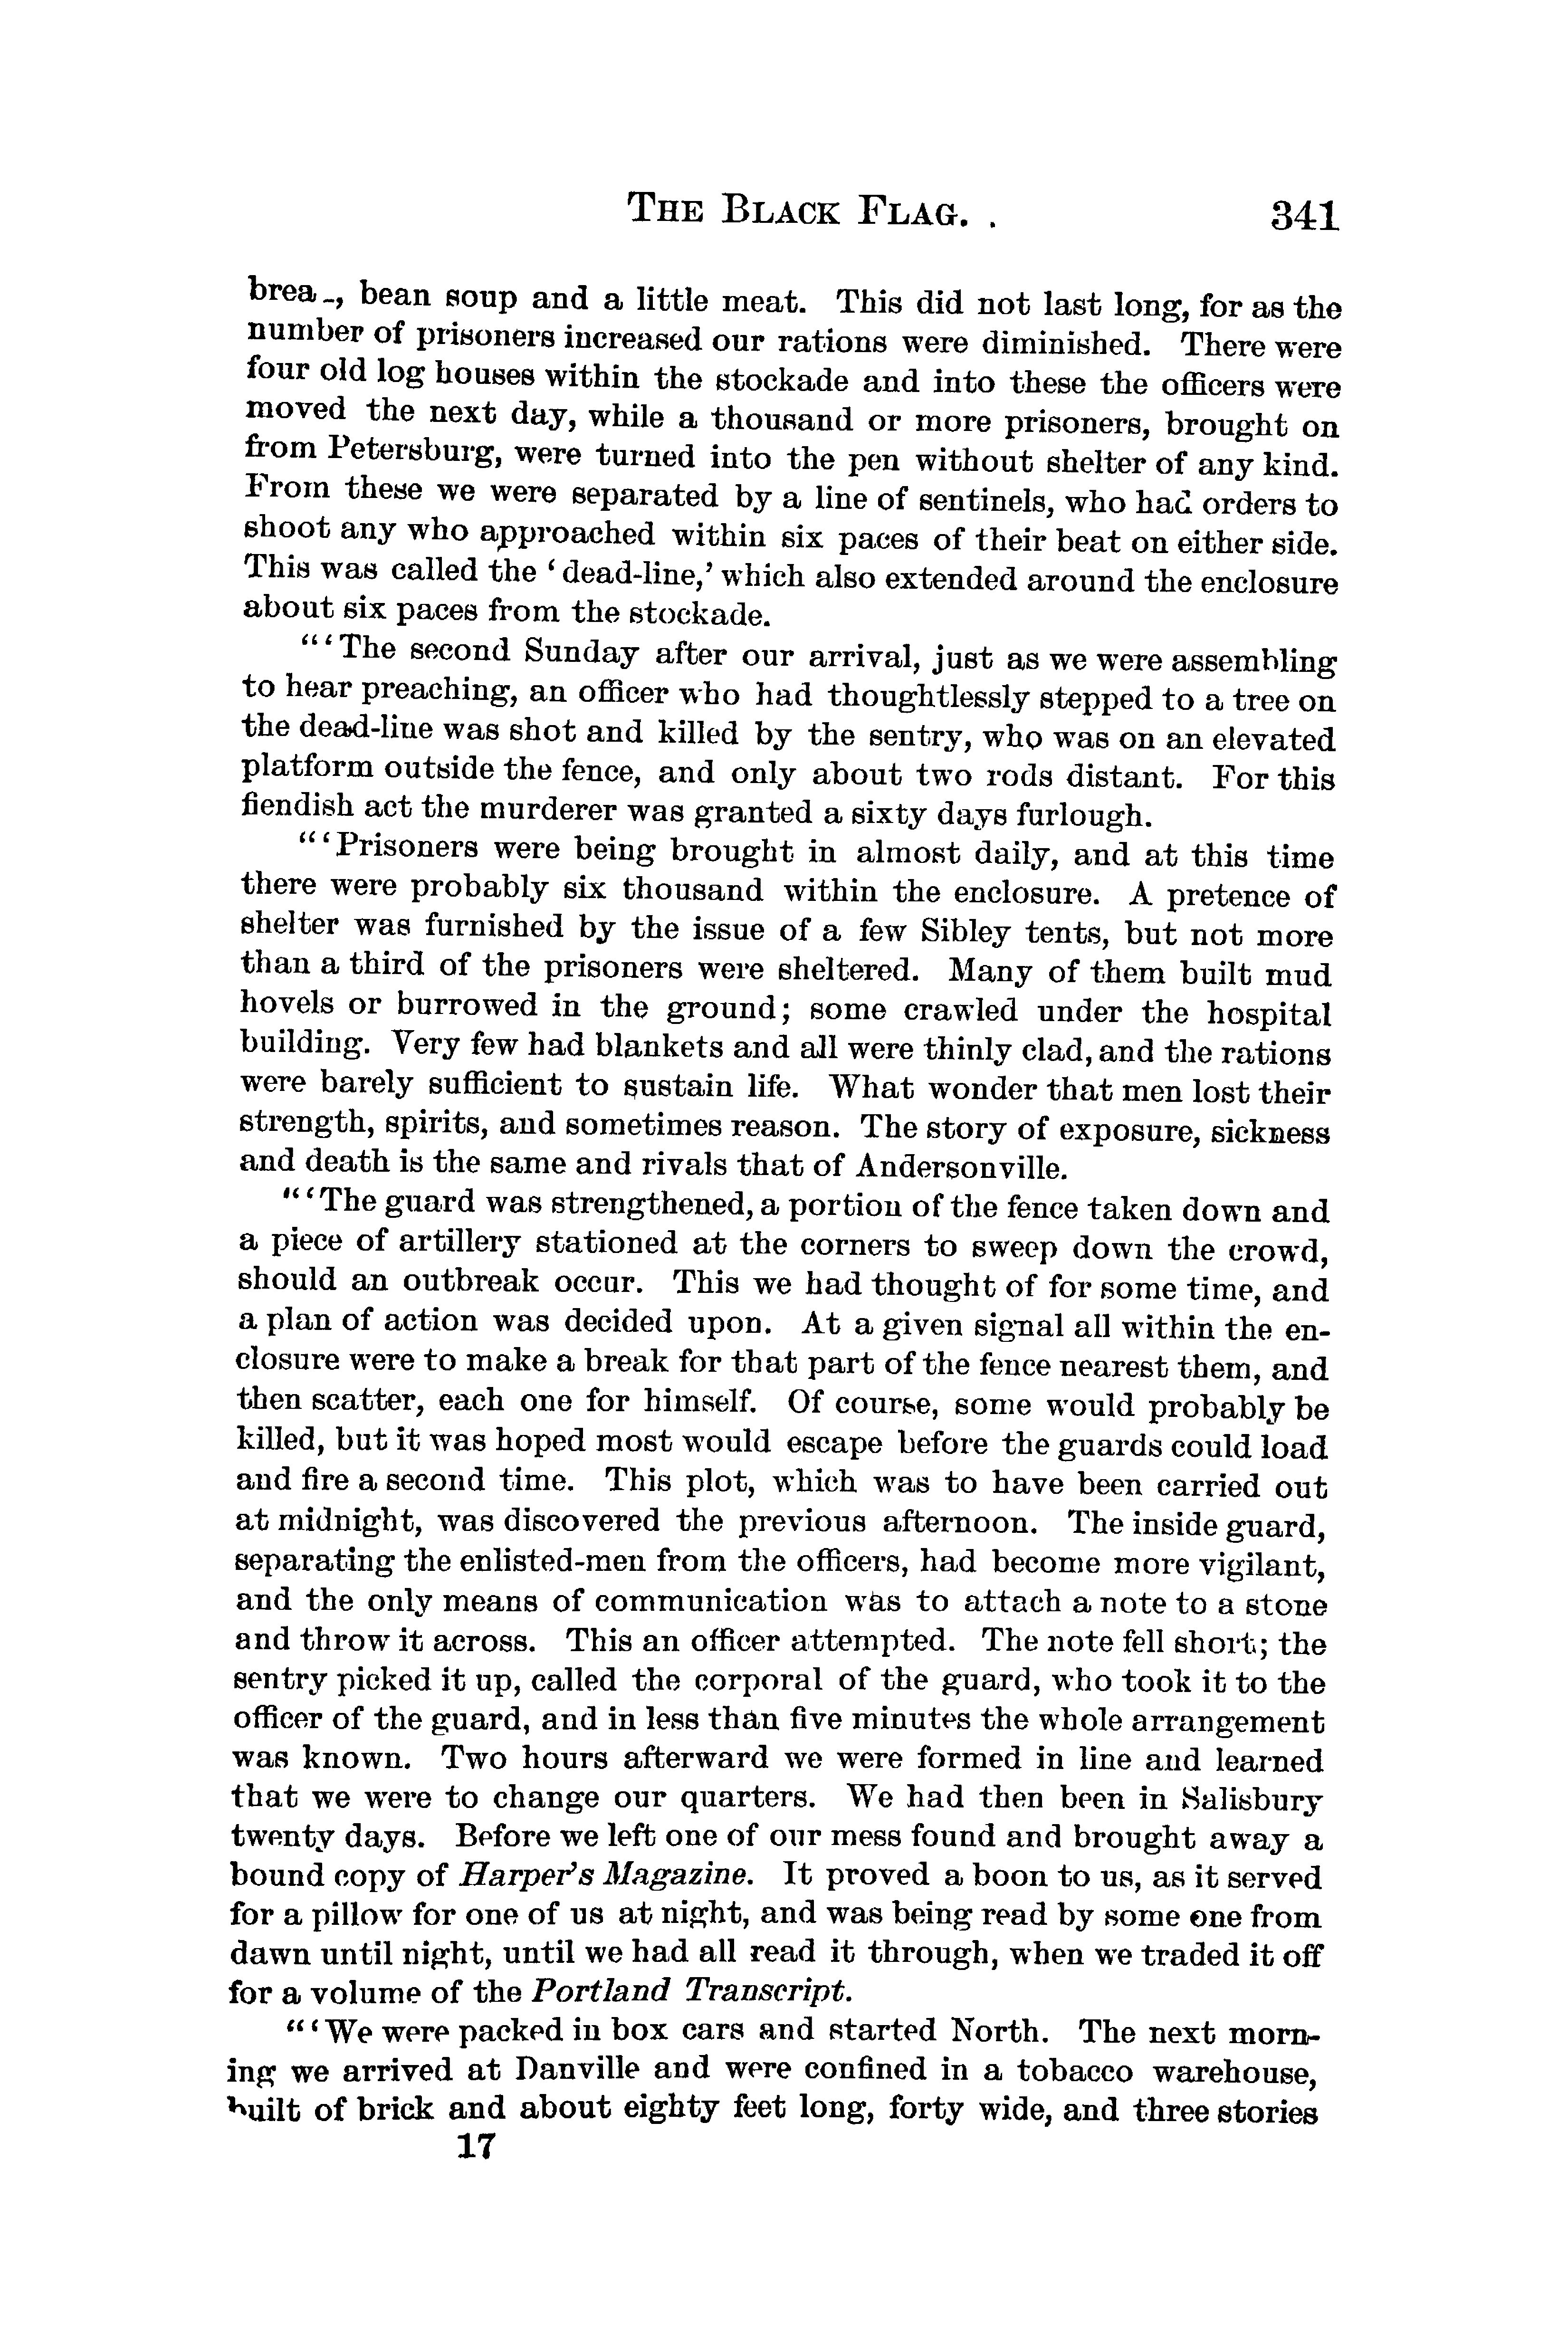 THE BLACK FLAG. . 341
brea , bean soup and a little meat. This did not last long, for as the
number of prisoners increased our rations were diminished. There were
four old log houses within the stockade and into these the officers were
moved the next day, while a thousand or more prisoners, brought on
from Petersburg, were turned into the pen without shelter of any kind.
From these we were separated by a line of sentinels, who had orders to
shoot any who approached within six paces of their beat on either side.
This was called the ‘dead-line,’ which also extended around the enclosure
about six paces from the stockade.
“‘The second Sunday after our arrival, just as we were assembling
to hear preaching, an officer who had thoughtlessly stepped to a tree on
the dead-line was shot and killed by the sentry, who was on an elevated
platform outside the fence, and only about two rods distant. For this
fiendish act the murderer was granted a sixty days furlough.
“‘Prisoners were being brought in almost daily, and at this time
there were probably six thousand within the enclosure. A pretence of
shelter was furnished by the issue of a few Sibley tents, but not more
than a third of the prisoners were sheltered. Many of them built mud
hovels or burrowed in the ground; some crawled under the hospital
building. Very few had blankets and all were thinly clad, and the rations
were barely sufficient to sustain life. What wonder that men lost their
strength, spirits, and sometimes reason. The story of exposure, sickness
and death is the same and rivals that of Andersonville.
“‘The guard was strengthened, a portion of the fence taken down and
a piece of artillery stationed at the corners to sweep down the crowd,
should an outbreak occur. This we had thought of for some time, and
a plan of action was decided upon. At a given signal all within the en-
closure were to make a break for that part of the fence nearest them, and
then scatter, each one for himself. Of course, some would probably be
killed, but it was hoped most would escape before the guards could load
and fire a second time. This plot, which was to have been carried out
at midnight, was discovered the previous afternoon. The inside guard,
separating the enlisted-men from the officers, had become more vigilant,
and the only means of communication was to attach a note to a stone
and throw it across. This an officer attempted. The note fell short; the
sentry picked it up, called the corporal of the guard, who took it to the
officer of the guard, and in less than five minutes the whole arrangement
was known. Two hours afterward we were formed in line and learned
that we were to change our quarters. We had then been in Salisbury
twenty days. Before we left one of our mess found and brought away a
bound copy of Harper’s Magazine. It proved a boon to us, as it served
for a pillow for one of us at night, and was being read by some one from
dawn until night, until we had all read it through, when we traded it off
for a volume of the Portland Transcript.
“‘We were packed in box cars and started North. The next morn-
ing we arrived at Danville and were confined in a tobacco warehouse,
built of brick and about eighty feet long, forty wide, and three stories
17